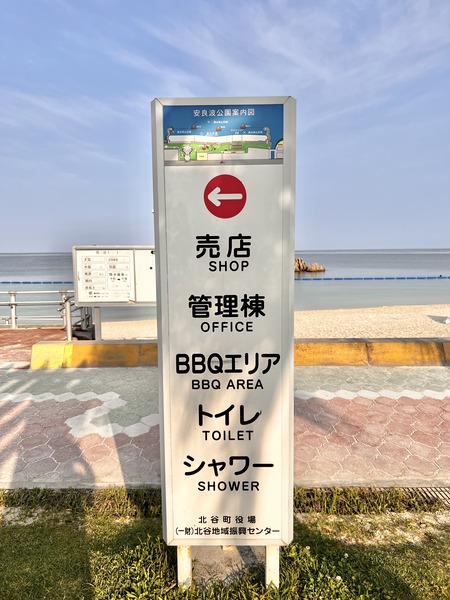 安良波公園案内図
売店
SHOP
管理棟
OFFICE
BBQエリア
BBQ AREA
トイレ
TOILET
シャワー
SHOWER
北谷町役場
(一財)北谷地域振興センター